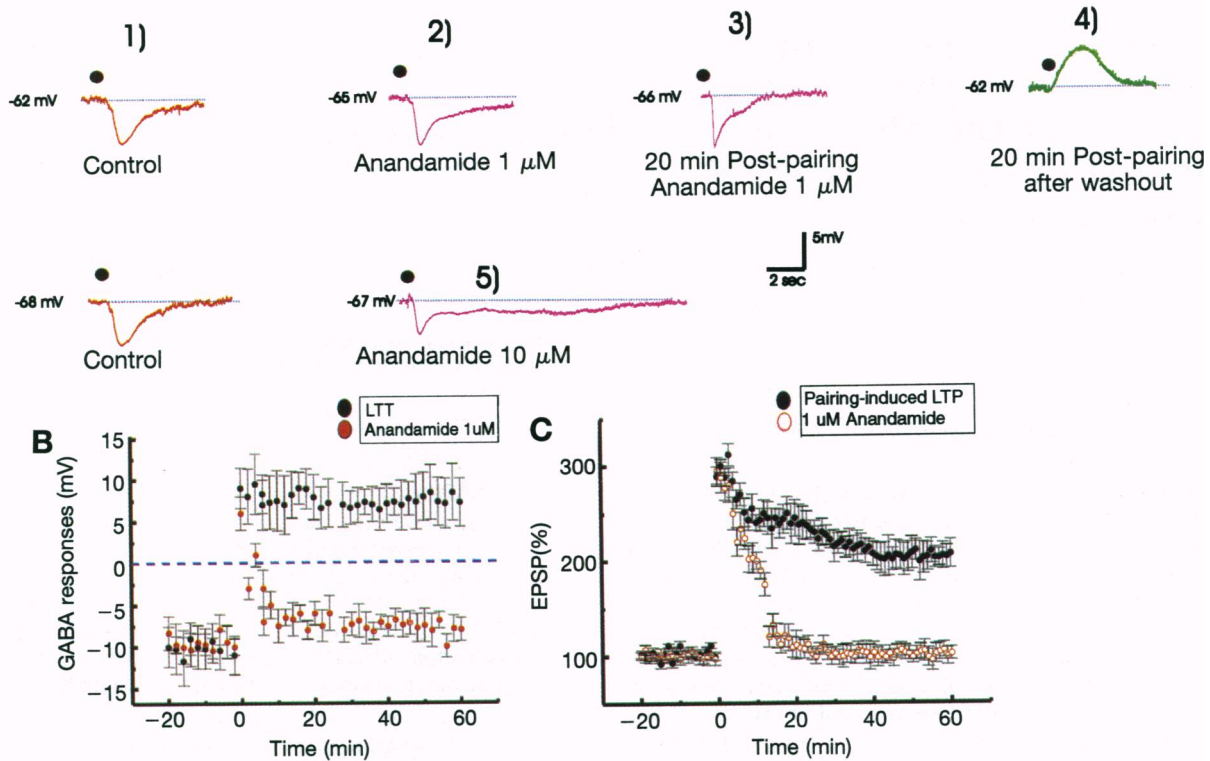 1)
2)
3)
4)
-62 mV
-65 mV
-66 mV
-62 mV
Control
Anandamide 1 μM
20 min Post-pairing
Anandamide 1 μM
20 min Post-pairing
after washout
5mV
2 sec
5)
-68 mV
-67 mV
Control
Anandamide 10 μM
B
LTT
Anandamide 1uM
15
10
5
0
−5
−10
−15
GABA responses (mV)
−20
0
20
40
60
Time (min)
C
Pairing-induced LTP
1 uM Anandamide
300
200
100
EPSP(%)
−20
0
20
40
60
Time (min)